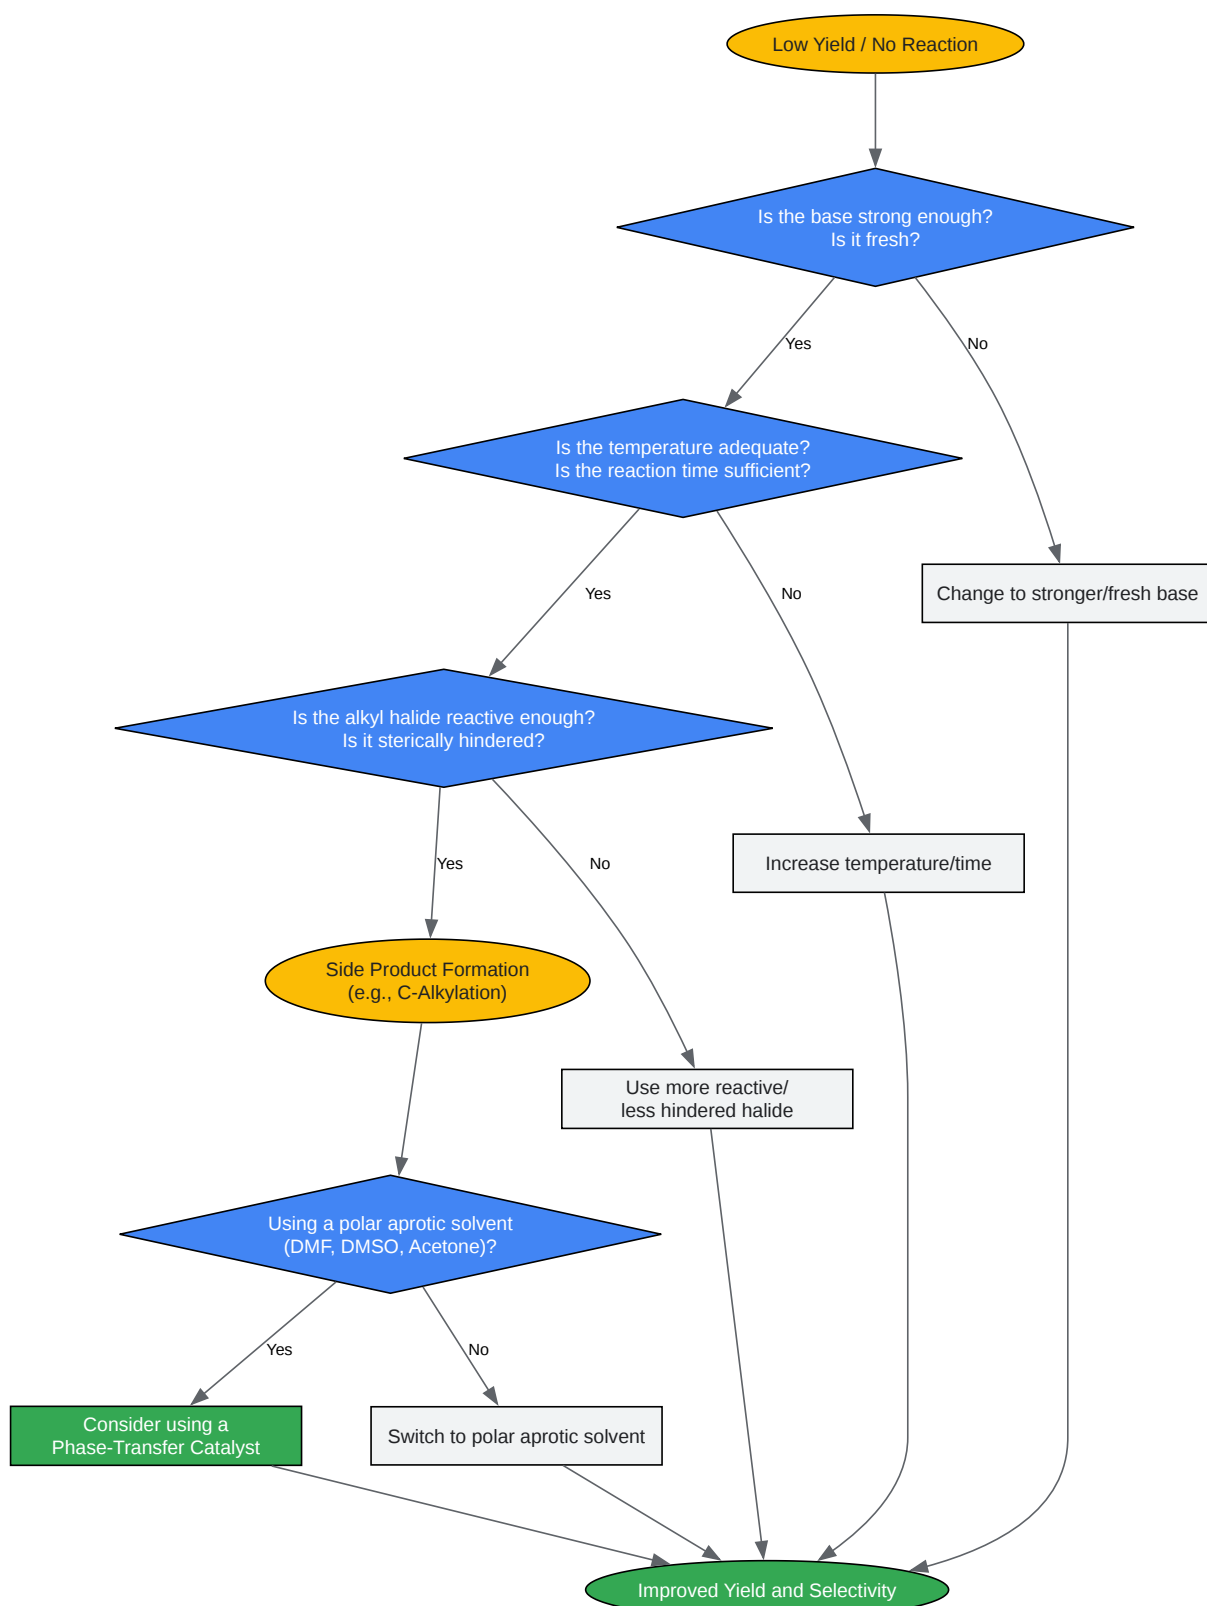 Low Yield / No Reaction
Is the base strong enough?
Is it fresh?
Yes
No
Is the temperature adequate?
Is the reaction time sufficient?
Yes
No
Change to stronger/fresh base
Is the alkyl halide reactive enough?
Is it sterically hindered?
Yes
No
Increase temperature/time
Side Product Formation
(e.g., C-Alkylation)
Use more reactive/
less hindered halide
Using a polar aprotic solvent
(DMF, DMSO, Acetone)?
Yes
No
Consider using a
Phase-Transfer Catalyst
Switch to polar aprotic solvent
Improved Yield and Selectivity